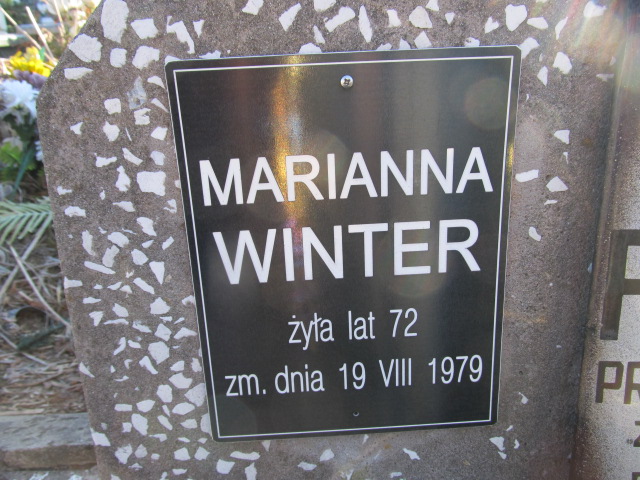 MARIANNA
WINTER
żyła lat 72
zm. dnia 19 VIII 1979